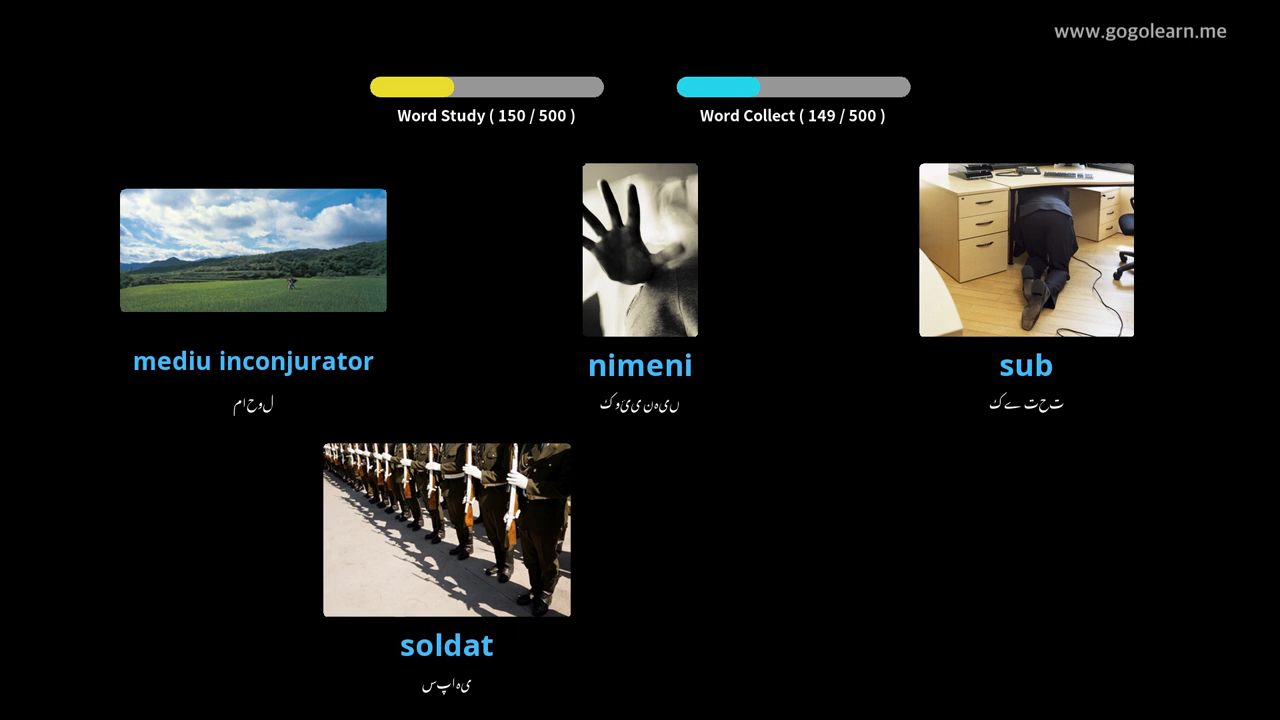 www.gogolearn.me
Word Study ( 150 / 500 )
Word Collect ( 149 / 500 )
mediu inconjurator
ماحول
nimeni
کوئی نہیں
sub
کے تحت
soldat
سپاہی